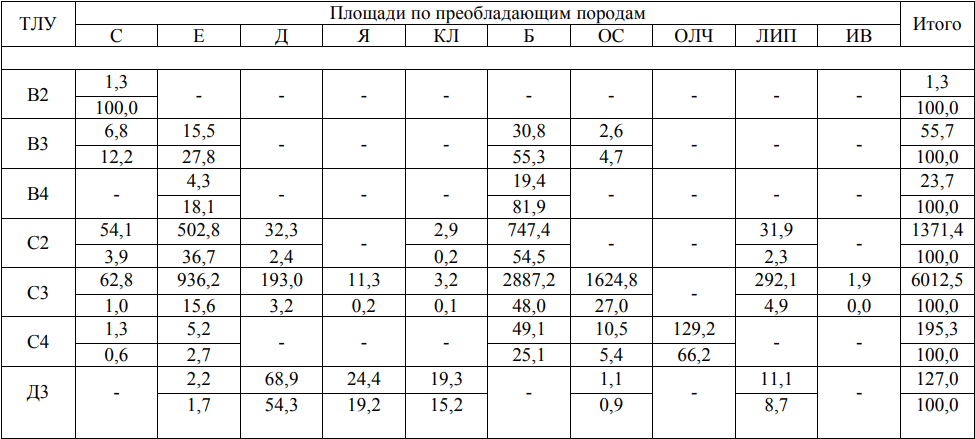 ТЛУ Площади по преобладающим породам Итого
С Е Д Я КЛ Б ОС ОЛЧ ЛИП ИВ
В2 1,3 - - - - - - - - - 1,3
100,0 100,0
В3 6,8 15,5 - - - 30,8 2,6 - - - 55,7
12,2 27,8 55,3 4,7 100,0
В4 - 4,3 - - - 19,4 - - - - 23,7
18,1 81,9 100,0
С2 54,1 502,8 32,3 - 2,9 747,4 - - 31,9 - 1371,4
3,9 36,7 2,4 0,2 54,5 2,3 100,0
С3 62,8 936,2 193,0 11,3 3,2 2887,2 1624,8 - 292,1 1,9 6012,5
1,0 15,6 3,2 0,2 0,1 48,0 27,0 4,9 0,0 100,0
С4 1,3 5,2 - - - 49,1 10,5 129,2 - - 195,3
0,6 2,7 25,1 5,4 66,2 100,0
Д3 - 2,2 68,9 24,4 19,3 - 1,1 - 11,1 - 127,0
1,7 54,3 19,2 15,2 0,9 8,7 100,0